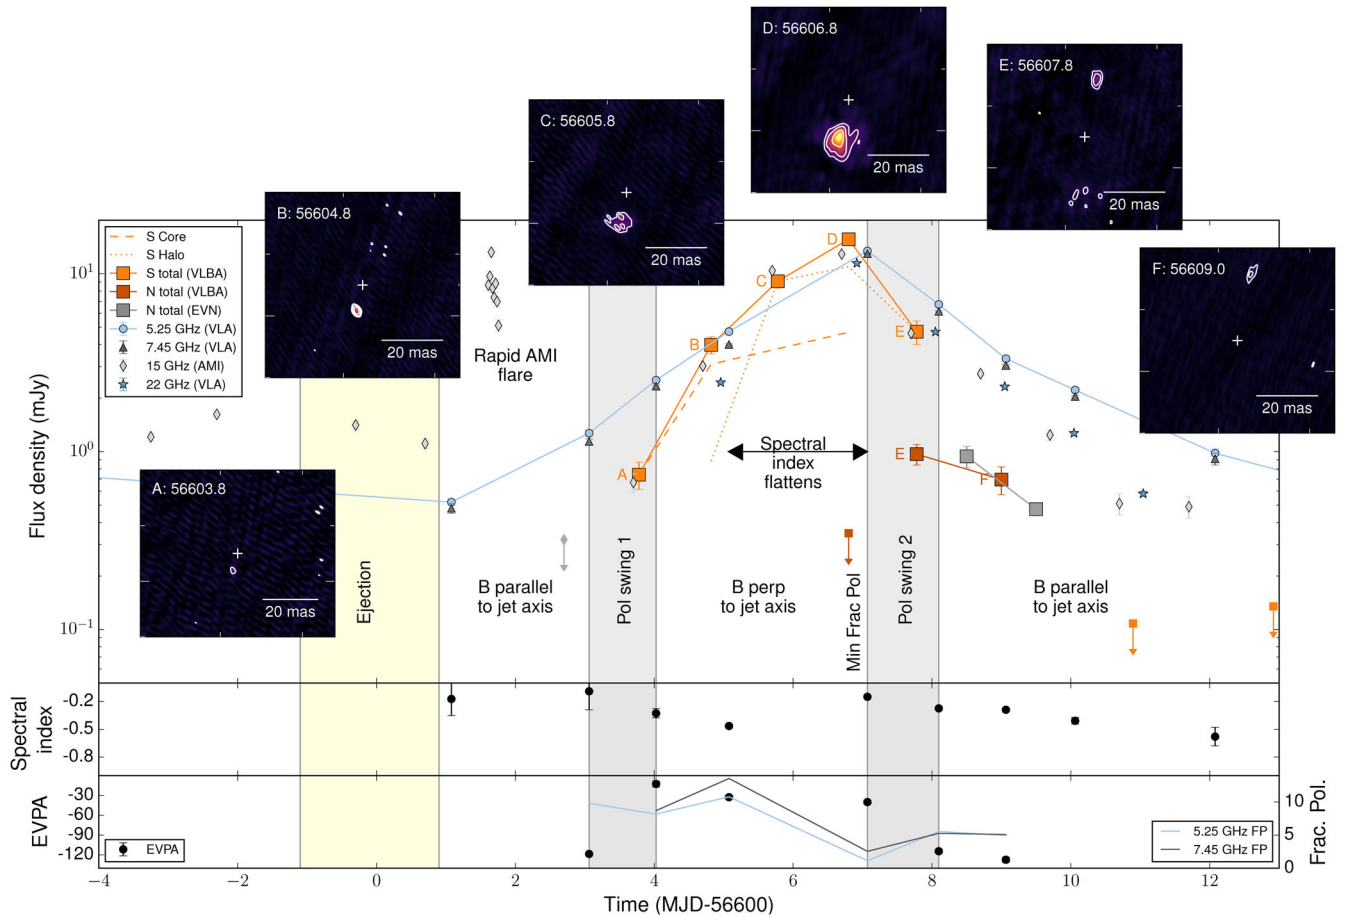 D: 56606.8
20 mas
E: 56607.8
20 mas
C: 56605.8
20 mas
B: 56604.8
20 mas
F: 56609.0
20 mas
A: 56603.8
20 mas
S Core
S Halo
S total (VLBA)
N total (VLBA)
N total (EVN)
5.25 GHz (VLA)
7.45 GHz (VLA)
15 GHz (AMI)
22 GHz (VLA)
Rapid AMI
flare
A
B
C
D
E
E
F
Spectral
index
flattens
Ejection
B parallel
to jet axis
Pol swing 1
B perp
to jet axis
Min Frac Pol
Pol swing 2
B parallel
to jet axis
Flux density (mJy)
10¹
10⁰
10⁻¹
Spectral
index
-0.2
-0.5
-0.8
EVPA
-30
-60
-90
-120
EVPA
5.25 GHz FP
7.45 GHz FP
10
5
0
Frac. Pol.
−4
−2
0
2
4
6
8
10
12
Time (MJD-56600)